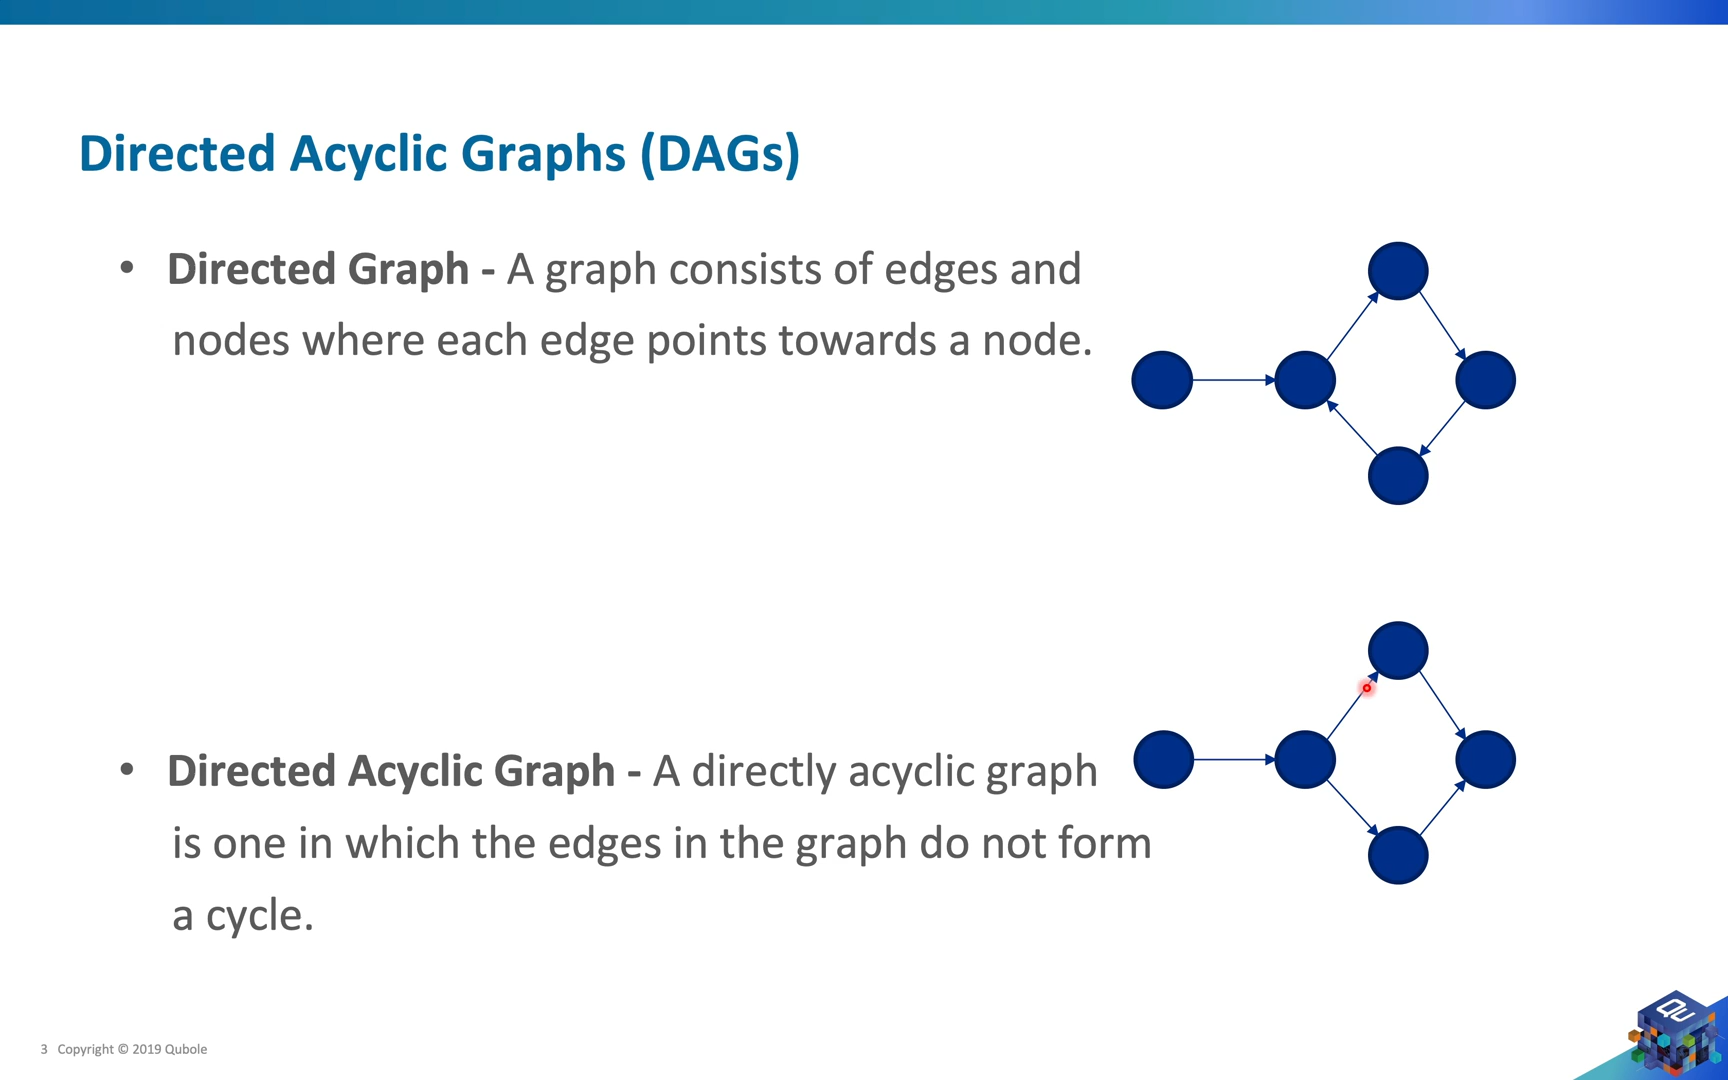 Directed Acyclic Graphs (DAGs)
• Directed Graph - A graph consists of edges and
nodes where each edge points towards a node.
• Directed Acyclic Graph - A directly acyclic graph
is one in which the edges in the graph do not form
a cycle.
3 Copyright © 2019 Qubole
QU